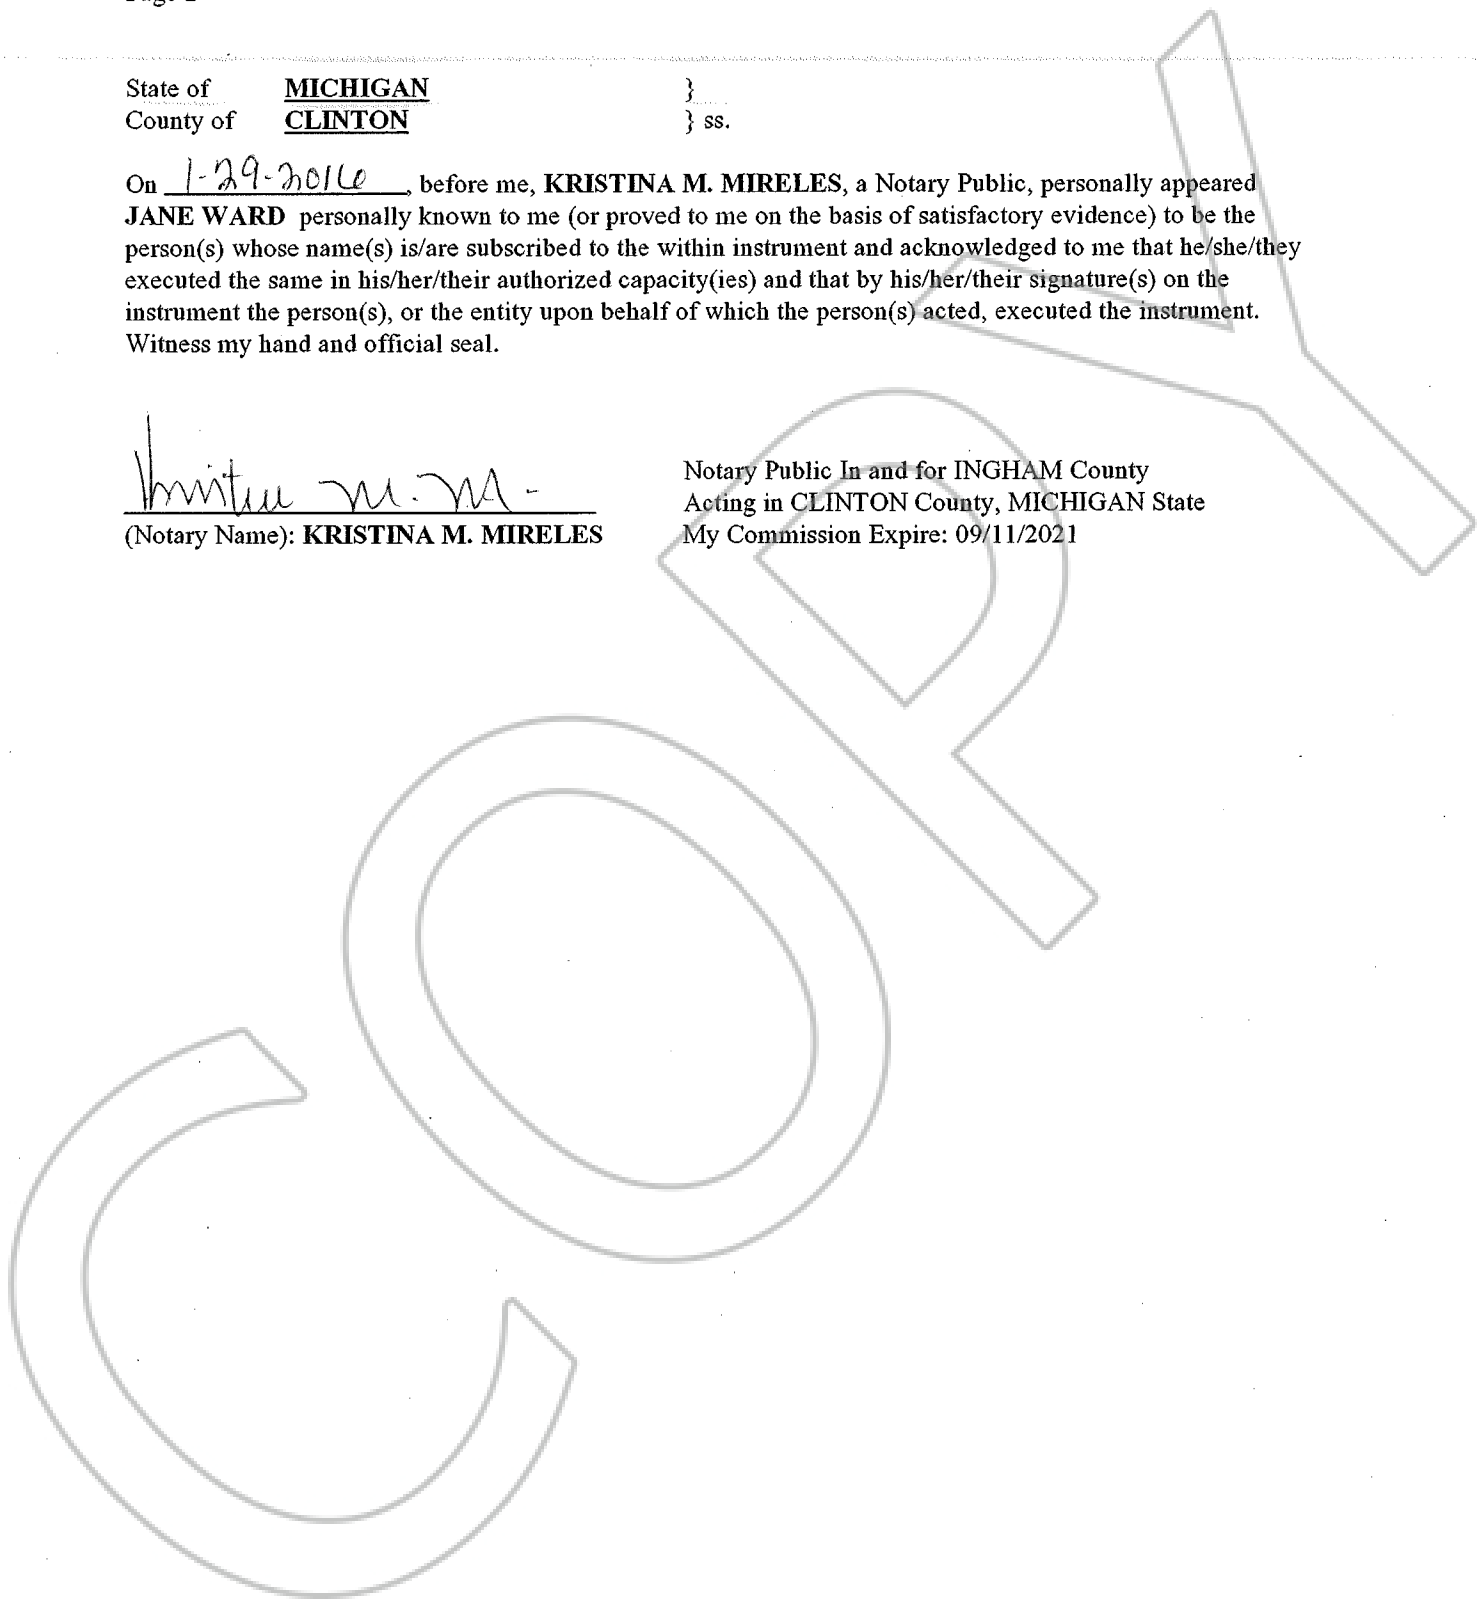 State of MICHIGAN }
County of CLINTON } ss.
On 1-29-2016, before me, KRISTINA M. MIRELES, a Notary Public, personally appeared
JANE WARD personally known to me (or proved to me on the basis of satisfactory evidence) to be the
person(s) whose name(s) is/are subscribed to the within instrument and acknowledged to me that he/she/they
executed the same in his/her/their authorized capacity(ies) and that by his/her/their signature(s) on the
instrument the person(s), or the entity upon behalf of which the person(s) acted, executed the instrument.
Witness my hand and official seal.
(Notary Name): KRISTINA M. MIRELES
Notary Public In and for INGHAM County
Acting in CLINTON County, MICHIGAN State
My Commission Expire: 09/11/2021
COPY